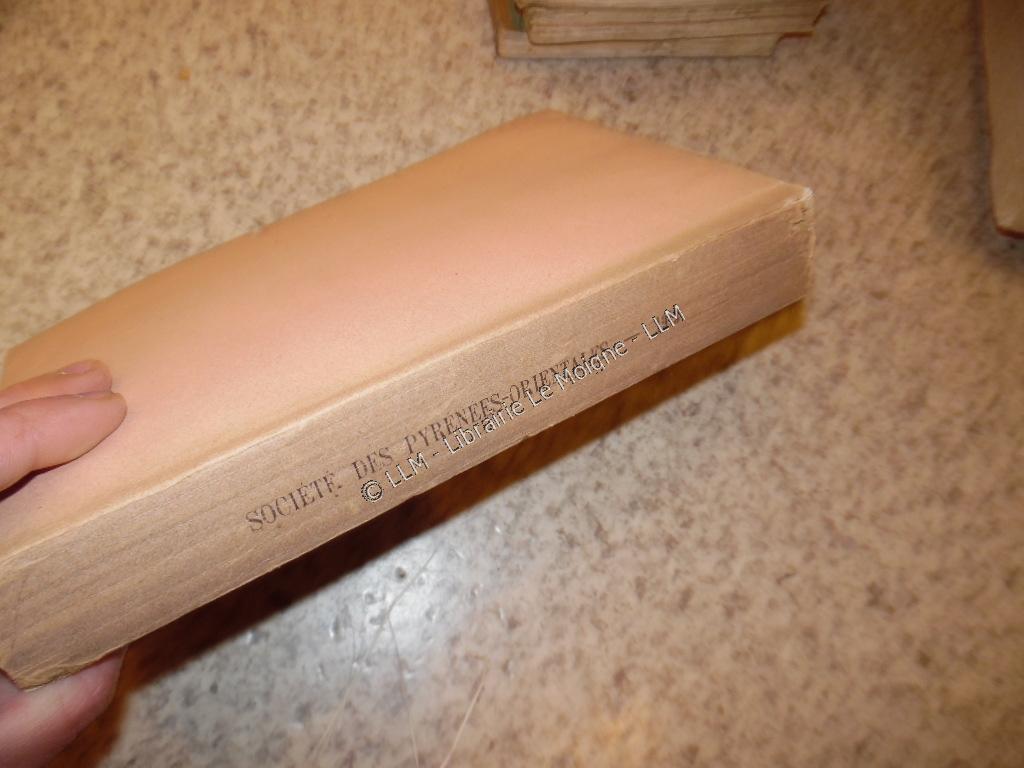 SOCIÉTÉ DES PYRÉNÉES-ORIENTALES —
© LLM - Librairie Le Moigne - LLM